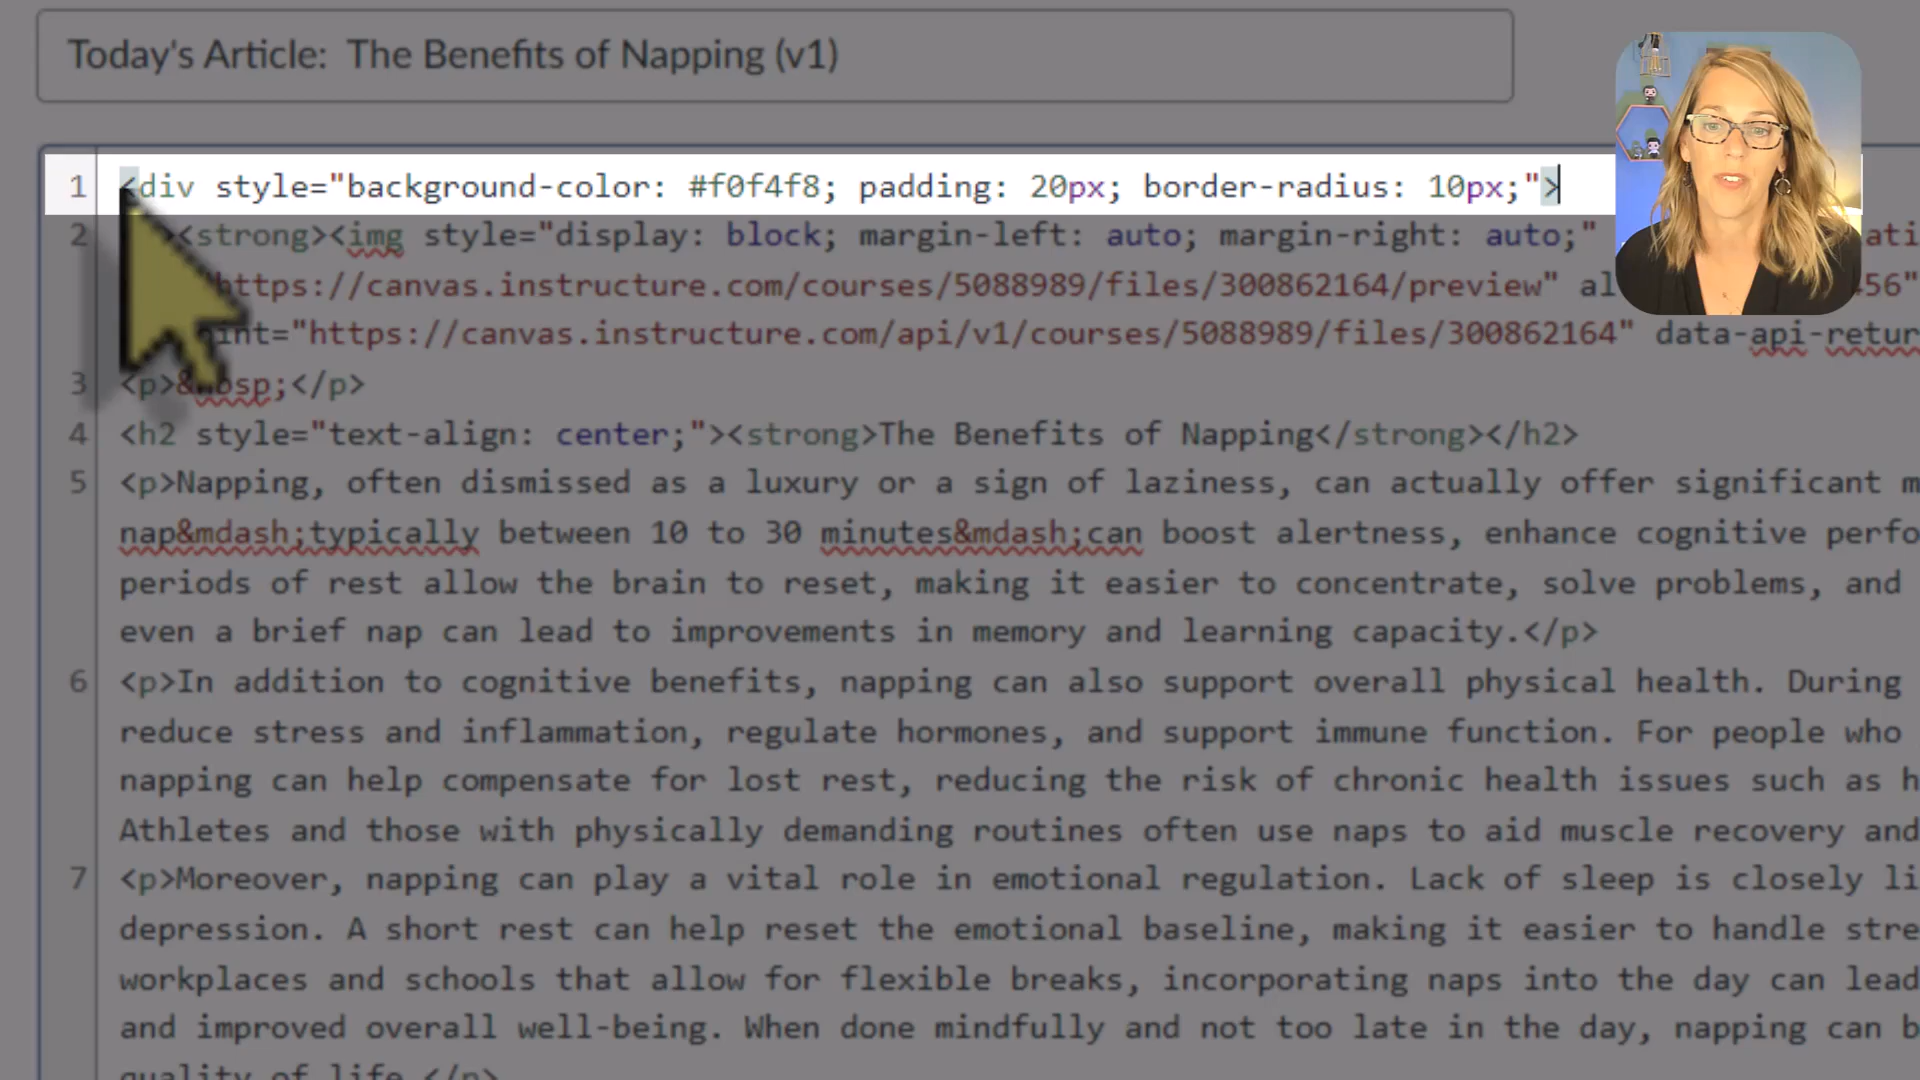 Today's Article:  The Benefits of Napping (v1)
1 <div style="background-color: #f0f4f8; padding: 20px; border-radius: 10px;">
2 <strong><img style="display: block; margin-left: auto; margin-right: auto;"
https://canvas.instructure.com/courses/5088989/files/300862164/preview" 56"
"https://canvas.instructure.com/api/v1/courses/5088989/files/300862164" data-api-retur
3 <p>&nbsp;</p>
4 <h2 style="text-align: center;"><strong>The Benefits of Napping</strong></h2>
5 <p>Napping, often dismissed as a luxury or a sign of laziness, can actually offer significant m
nap&mdash;typically between 10 to 30 minutes&mdash;can boost alertness, enhance cognitive perfo
periods of rest allow the brain to reset, making it easier to concentrate, solve problems, and
even a brief nap can lead to improvements in memory and learning capacity.</p>
6 <p>In addition to cognitive benefits, napping can also support overall physical health. During
reduce stress and inflammation, regulate hormones, and support immune function. For people who
napping can help compensate for lost rest, reducing the risk of chronic health issues such as h
Athletes and those with physically demanding routines often use naps to aid muscle recovery and
7 <p>Moreover, napping can play a vital role in emotional regulation. Lack of sleep is closely li
depression. A short rest can help reset the emotional baseline, making it easier to handle stre
workplaces and schools that allow for flexible breaks, incorporating naps into the day can lead
and improved overall well-being. When done mindfully and not too late in the day, napping can b
quality of life.</p>